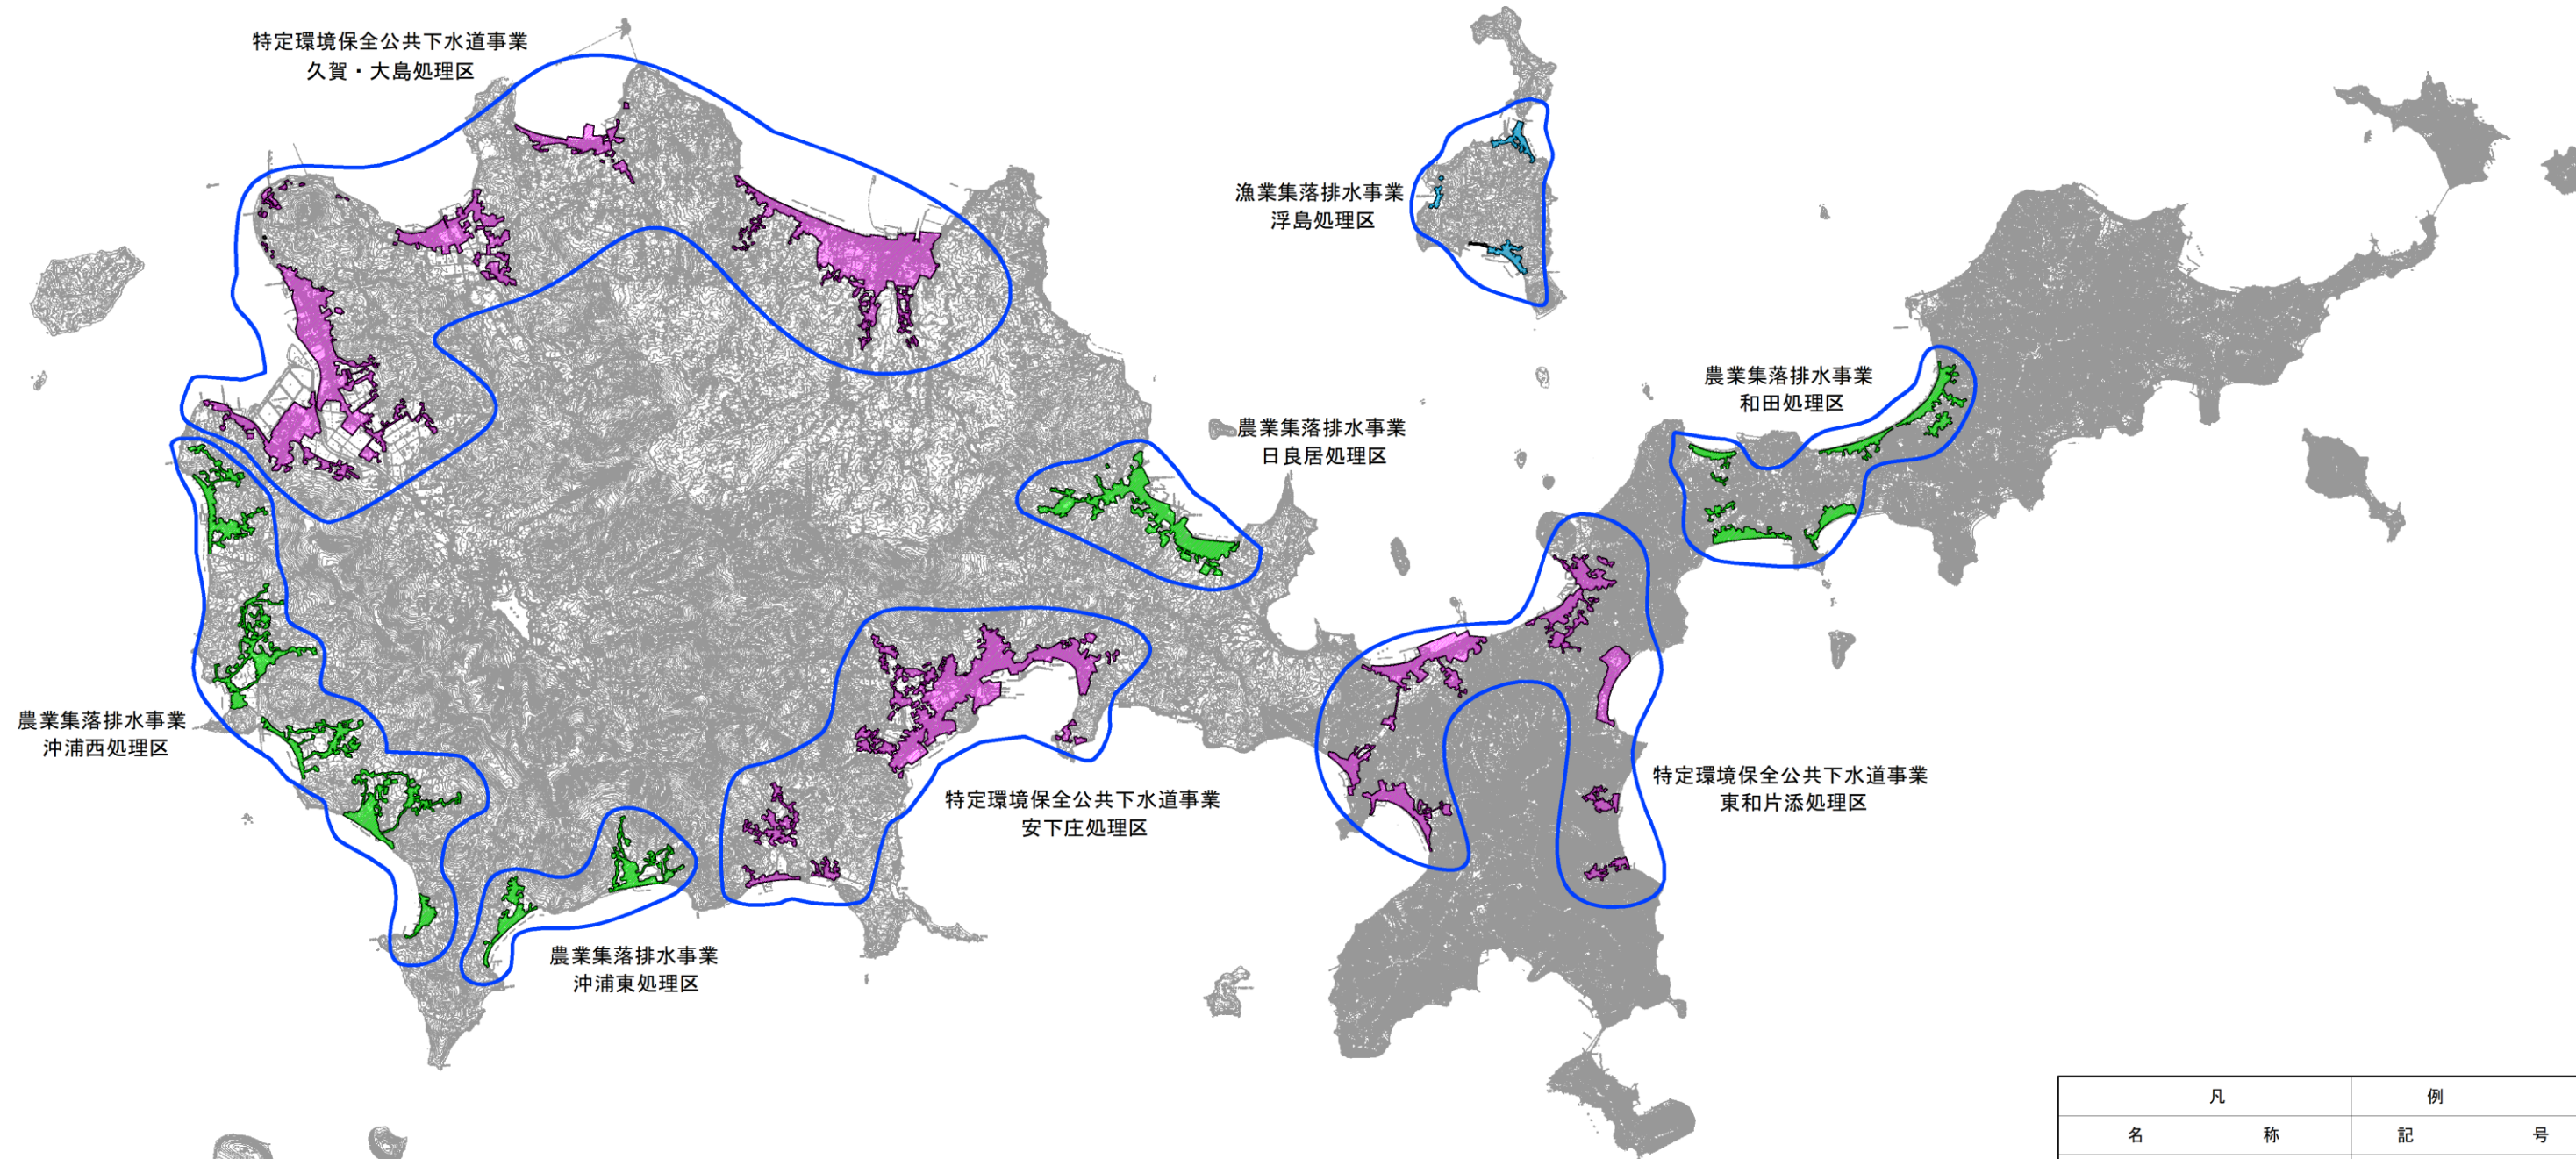 特定環境保全公共下水道事業
久賀・大島処理区
漁業集落排水事業
浮島処理区
農業集落排水事業
和田処理区
農業集落排水事業
日良居処理区
農業集落排水事業
沖浦西処理区
特定環境保全公共下水道事業
安下庄処理区
特定環境保全公共下水道事業
東和片添処理区
農業集落排水事業
沖浦東処理区
凡 例
名 称 記 号